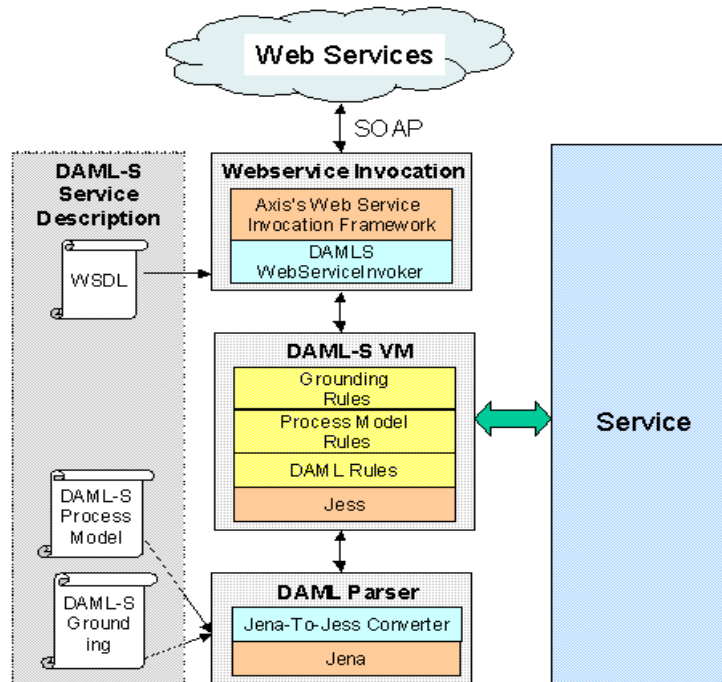 Web Services
SOAP
DAML-S
Service
Description
WSDL
DAML-S
Process
Model
DAML-S
Ground
ing
Webservice Invocation
Axis's Web Service
Invocation Framework
DAMLS
WebServiceInvoker
DAML-S VM
Grounding
Rules
Process Model
Rules
DAML Rules
Jess
DAML Parser
Jena-To-Jess Converter
Jena
Service